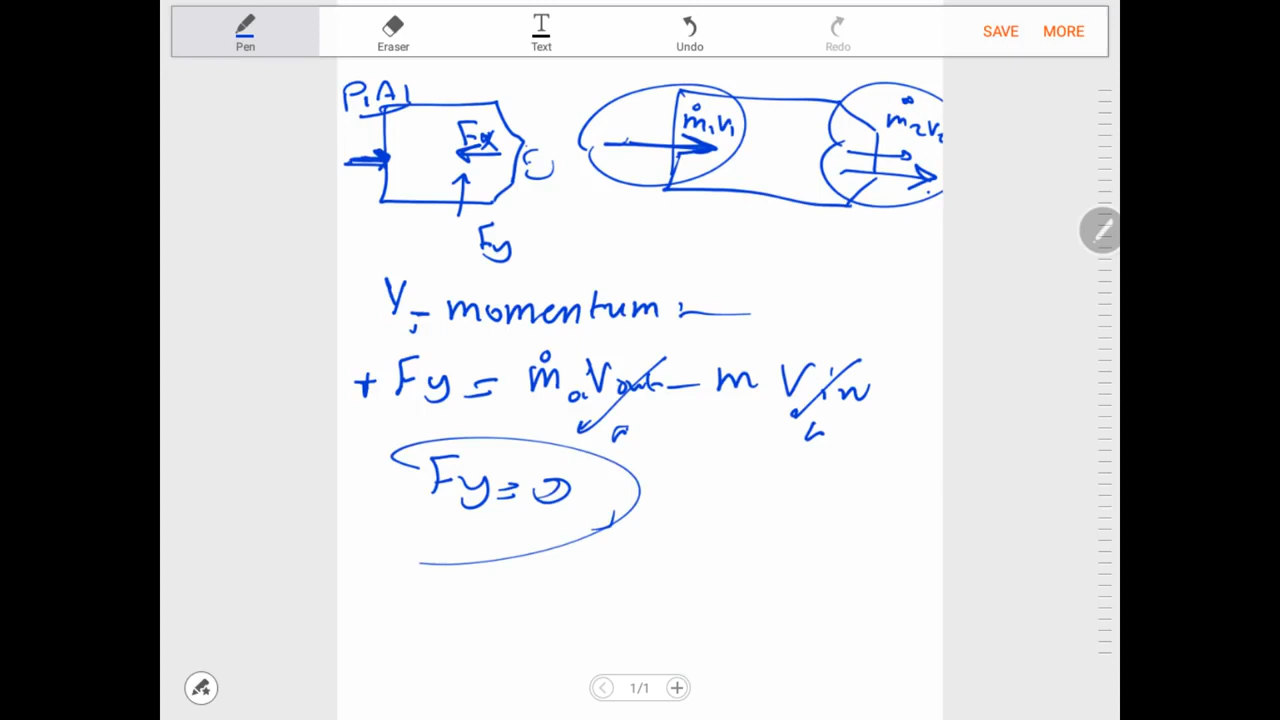 Pen Eraser Text Undo Redo SAVE MORE
P₁A₁
Fx
ṁ₁V₁
ṁ₂V₂
Fy
Y - momentum :
+ Fy = ṁ Vout - m Vin
Fy = 0
1/1